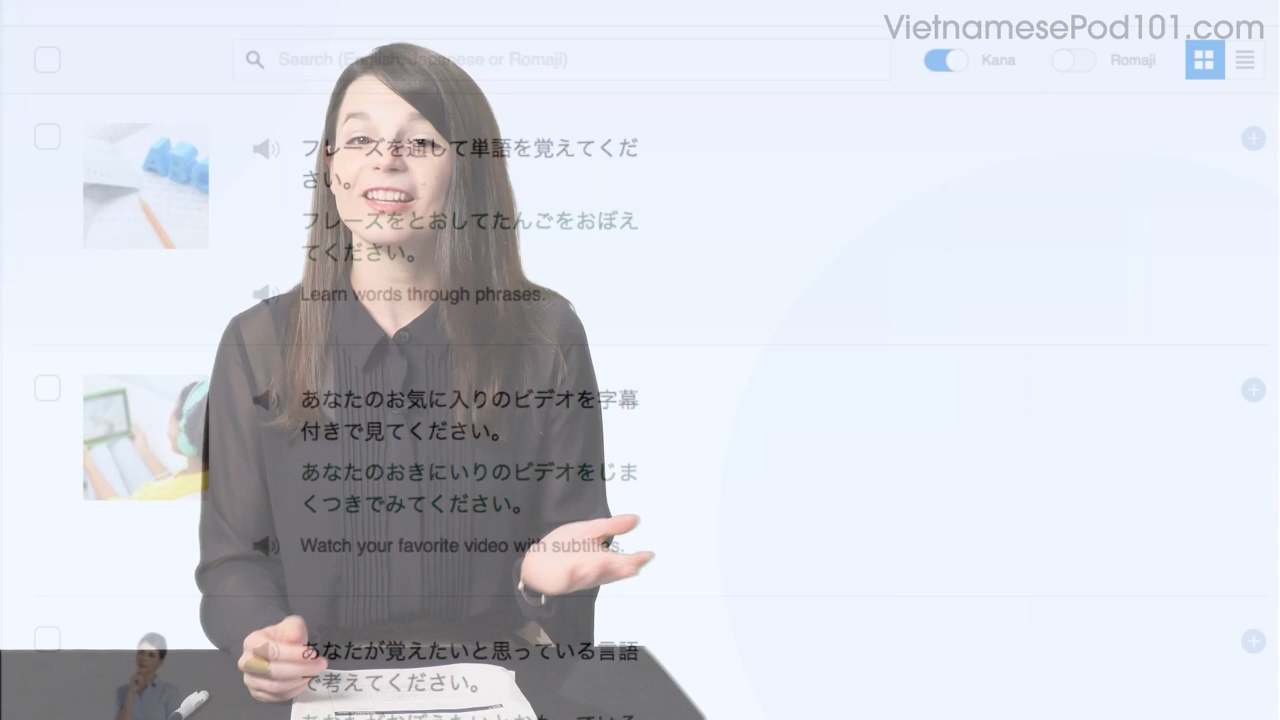 VietnamesePod101.com
Search (English, Japanese or Romaji)
Kana
Romaji
フレーズを通して単語を覚えてくだ
さい。
フレーズをとおしてたんごをおぼえ
てください。
Learn words through phrases.
あなたのお気に入りのビデオを字幕
付きで見てください。
あなたのおきにいりのビデオをじま
くつきでみてください。
Watch your favorite video with subtitles.
あなたが覚えたいと思っている言語
で考えてください。